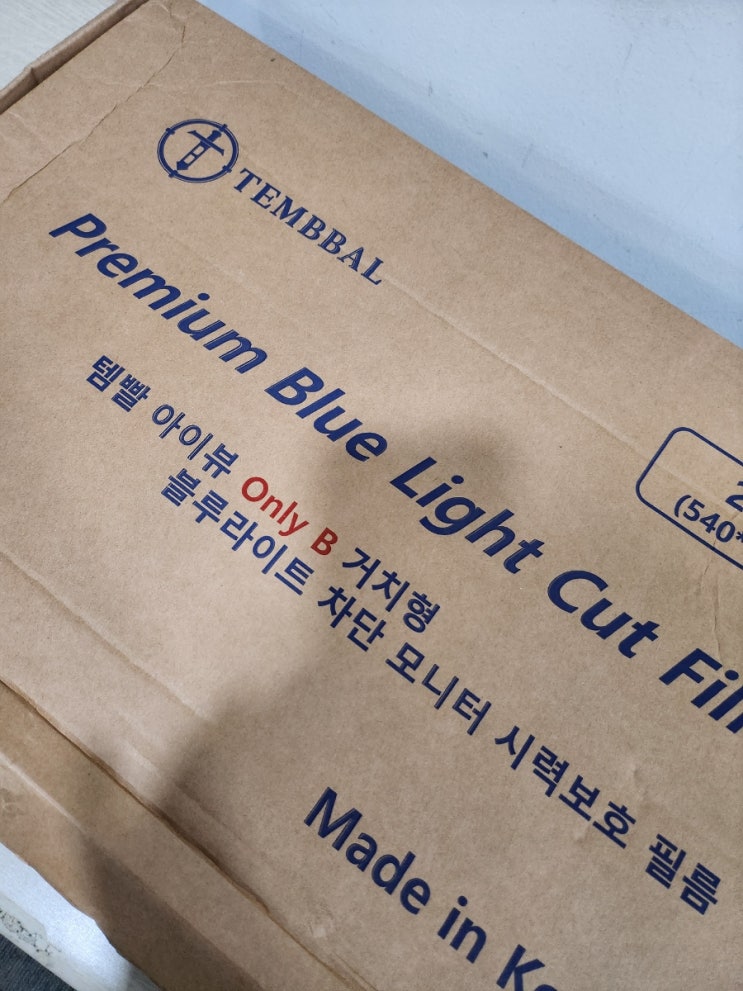 TEMBBAL
Premium Blue Light Cut
템빨 아이뷰 Only B 거치형
블루라이트 차단 모니터 시력보호 필름
(540*
Made in